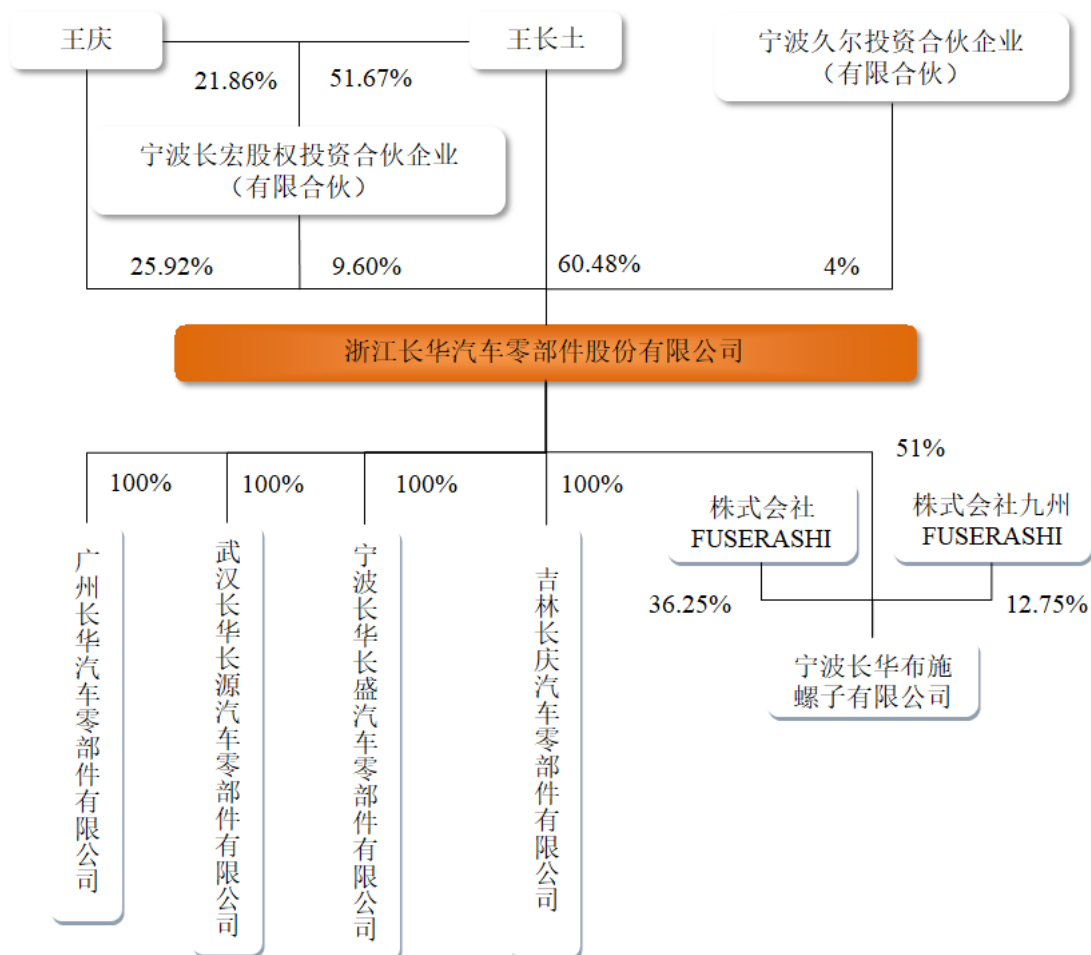 王庆
王长土
宁波久尔投资合伙企业
（有限合伙）
21.86%
51.67%
宁波长宏股权投资合伙企业
（有限合伙）
25.92%
9.60%
60.48%
4%
浙江长华汽车零部件股份有限公司
100%
100%
100%
100%
51%
广州长华汽车零部件有限公司
武汉长华长源汽车零部件有限公司
宁波长华长盛汽车零部件有限公司
吉林长庆汽车零部件有限公司
株式会社
FUSERASHI
株式会社九州
FUSERASHI
36.25%
12.75%
宁波长华布施
螺子有限公司